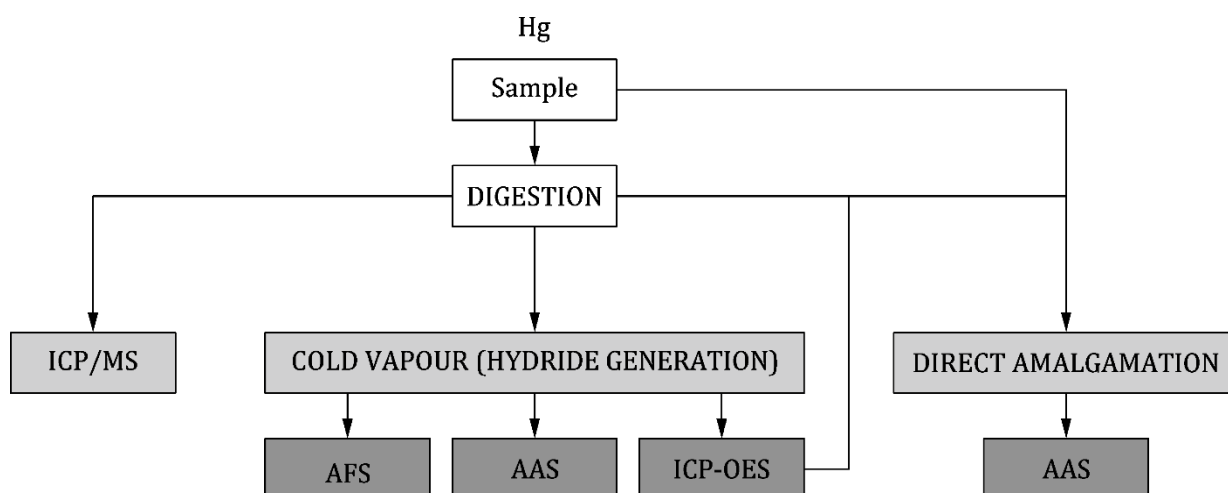 Hg
Sample
DIGESTION
ICP/MS
COLD VAPOUR (HYDRIDE GENERATION)
DIRECT AMALGAMATION
AFS
AAS
ICP-OES
AAS